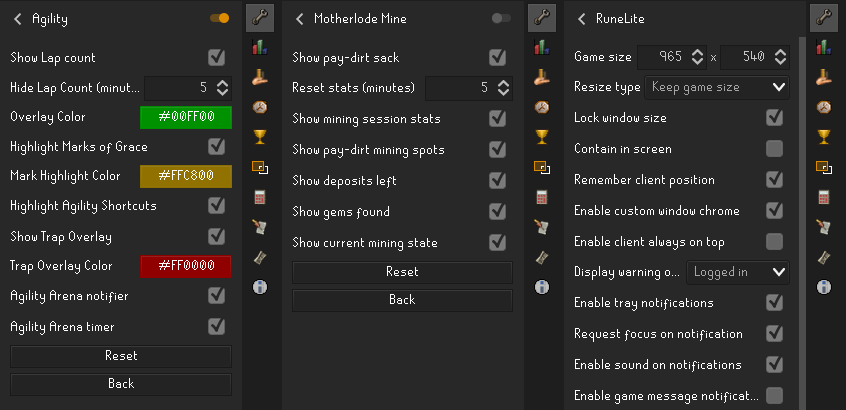 Agility
Show Lap count
Hide Lap Count (minut... 5
Overlay Color #00FF00
Highlight Marks of Grace
Mark Highlight Color #FFC800
Highlight Agility Shortcuts
Show Trap Overlay
Trap Overlay Color #FF0000
Agility Arena notifier
Agility Arena timer
Reset
Back
Motherlode Mine
Show pay-dirt sack
Reset stats (minutes) 5
Show mining session stats
Show pay-dirt mining spots
Show deposits left
Show gems found
Show current mining state
Reset
Back
RuneLite
Game size 965 x 540
Resize type Keep game size
Lock window size
Contain in screen
Remember client position
Enable custom window chrome
Enable client always on top
Display warning o... Logged in
Enable tray notifications
Request focus on notification
Enable sound on notifications
Enable game message notificat...